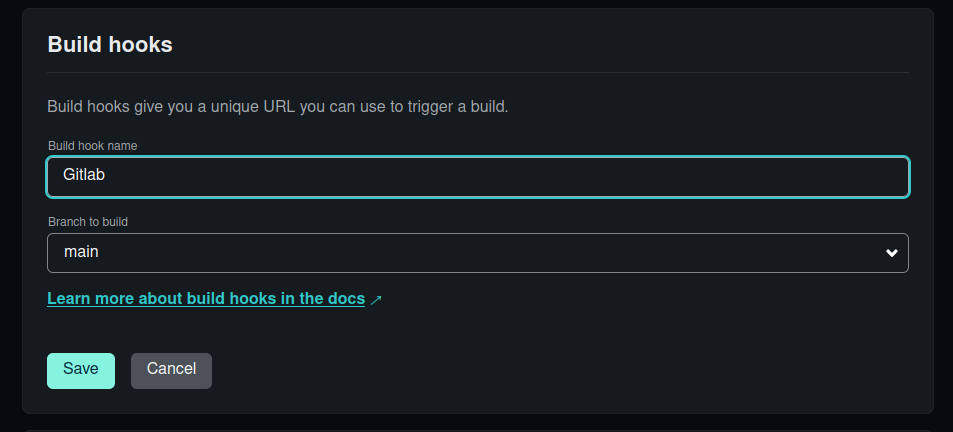 Build hooks
Build hooks give you a unique URL you can use to trigger a build.
Build hook name
Gitlab
Branch to build
main
Learn more about build hooks in the docs ↗
Save
Cancel